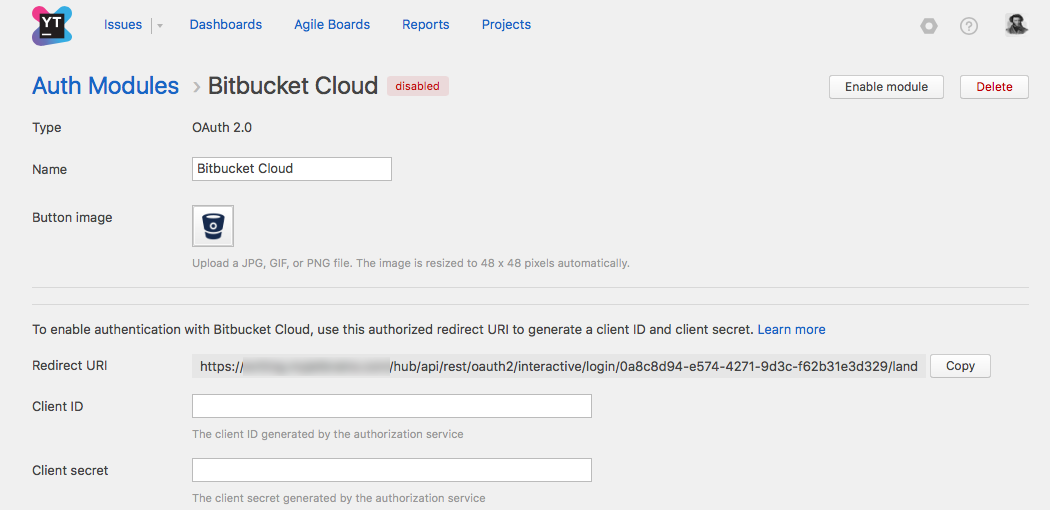 YT
Issues Dashboards Agile Boards Reports Projects
Auth Modules › Bitbucket Cloud disabled Enable module Delete
Type OAuth 2.0
Name Bitbucket Cloud
Button image
Upload a JPG, GIF, or PNG file. The image is resized to 48 x 48 pixels automatically.
To enable authentication with Bitbucket Cloud, use this authorized redirect URI to generate a client ID and client secret. Learn more
Redirect URI https:// /hub/api/rest/oauth2/interactive/login/0a8c8d94-e574-4271-9d3c-f62b31e3d329/land Copy
Client ID
The client ID generated by the authorization service
Client secret
The client secret generated by the authorization service